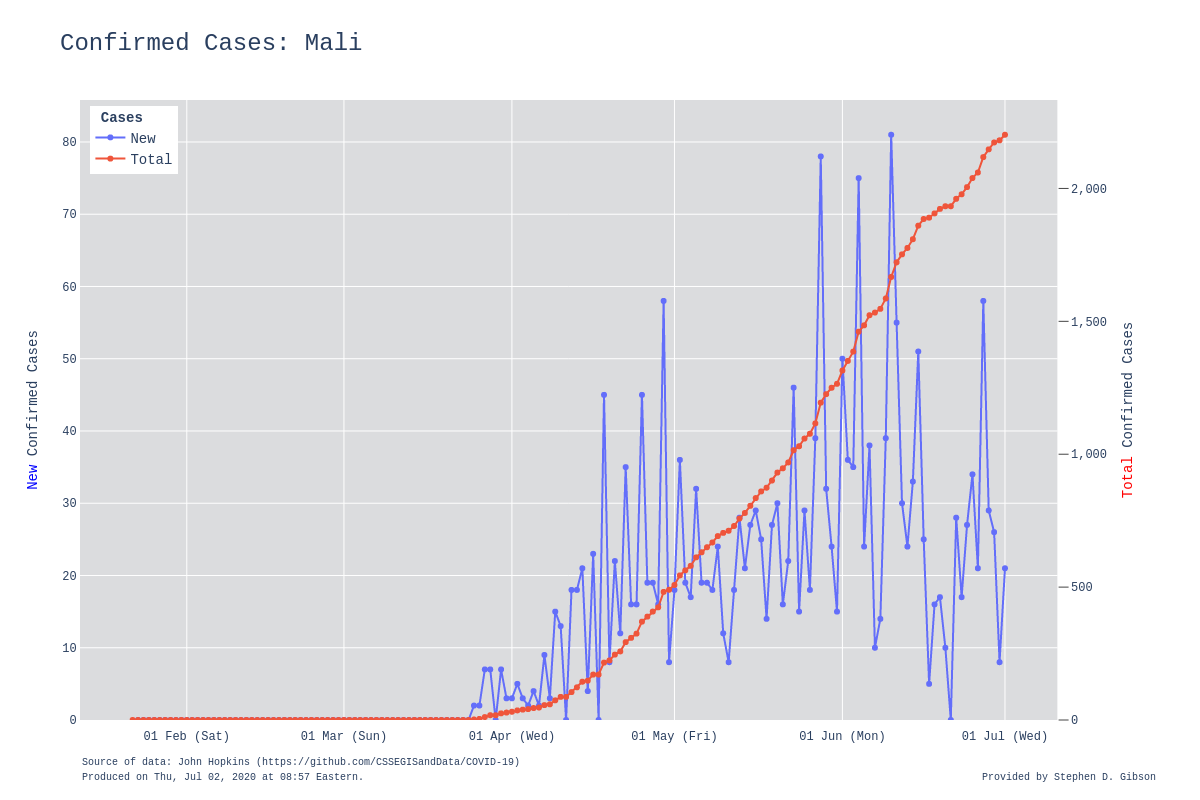 Confirmed Cases: Mali
Cases
New
Total
80
70
60
50
40
30
20
10
0
New Confirmed Cases
2,000
1,500
1,000
500
0
Total Confirmed Cases
01 Feb (Sat)
01 Mar (Sun)
01 Apr (Wed)
01 May (Fri)
01 Jun (Mon)
01 Jul (Wed)
Source of data: John Hopkins (https://github.com/CSSEGISandData/COVID-19)
Produced on Thu, Jul 02, 2020 at 08:57 Eastern.
Provided by Stephen D. Gibson